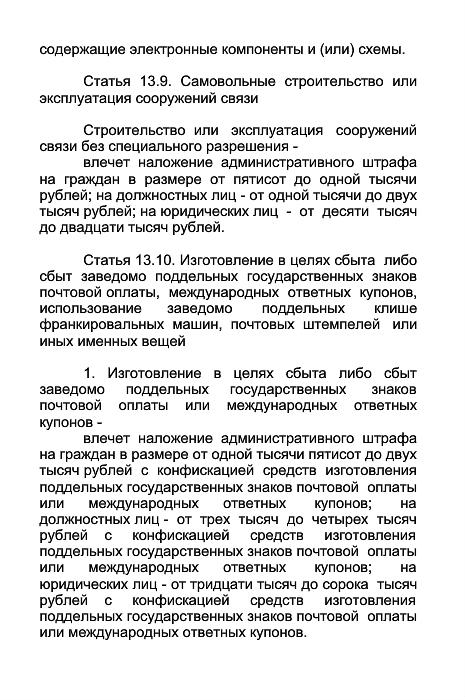 содержащие электронные компоненты и (или) схемы.
Статья 13.9. Самовольные строительство или
эксплуатация сооружений связи
Строительство или эксплуатация сооружений
связи без специального разрешения -
влечет наложение административного штрафа
на граждан в размере от пятисот до одной тысячи
рублей; на должностных лиц - от одной тысячи до двух
тысяч рублей; на юридических лиц - от десяти тысяч
до двадцати тысяч рублей.
Статья 13.10. Изготовление в целях сбыта либо
сбыт заведомо поддельных государственных знаков
почтовой оплаты, международных ответных купонов,
использование заведомо поддельных клише
франкировальных машин, почтовых штемпелей или
иных именных вещей
1. Изготовление в целях сбыта либо сбыт
заведомо поддельных государственных знаков
почтовой оплаты или международных ответных
купонов -
влечет наложение административного штрафа
на граждан в размере от одной тысячи пятисот до двух
тысяч рублей с конфискацией средств изготовления
поддельных государственных знаков почтовой оплаты
или международных ответных купонов; на
должностных лиц - от трех тысяч до четырех тысяч
рублей с конфискацией средств изготовления
поддельных государственных знаков почтовой оплаты
или международных ответных купонов; на
юридических лиц - от тридцати тысяч до сорока тысяч
рублей с конфискацией средств изготовления
поддельных государственных знаков почтовой оплаты
или международных ответных купонов.